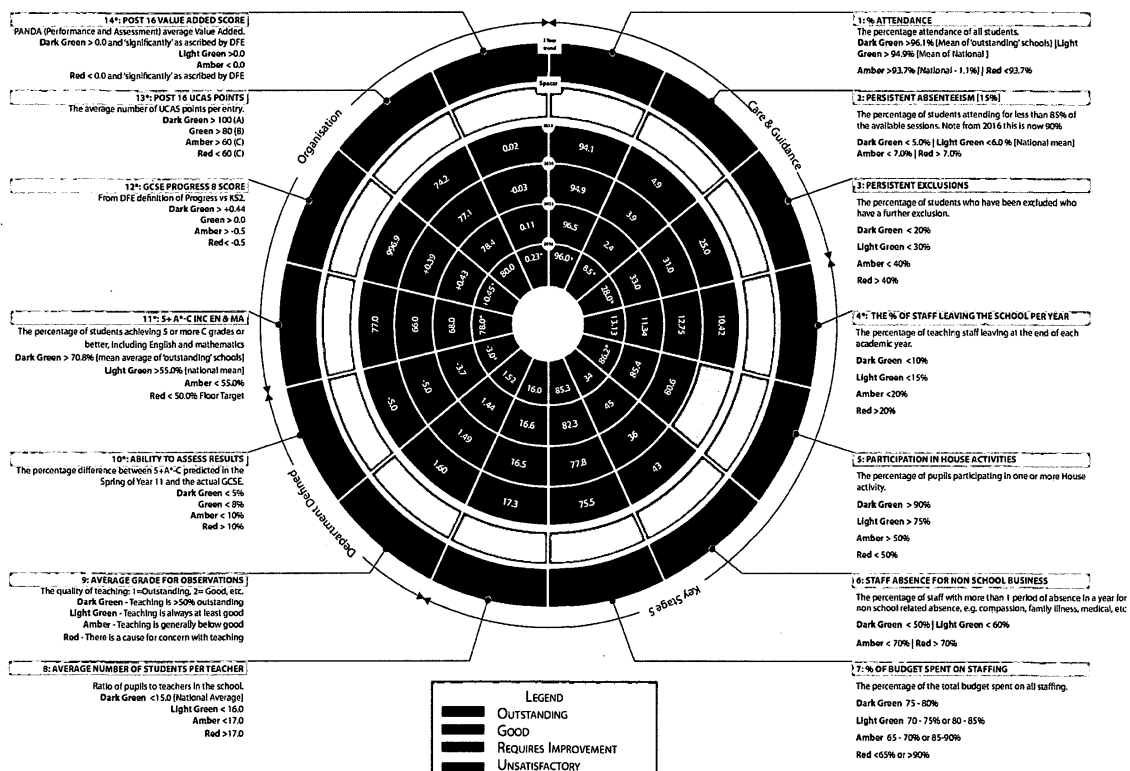 14*: POST 16 VALUE ADDED SCORE
PANDA (Performance and Assessment) average Value Added.
Dark Green > 0.0 and 'significantly' as ascribed by DFE
Light Green >0.0
Amber < 0.0
Red < 0.0 and 'significantly' as ascribed by DFE
13*: POST 16 UCAS POINTS
The average number of UCAS points per entry.
Dark Green > 100 (A)
Green > 80 (B)
Amber > 60 (C)
Red < 60 (C)
12*: GCSE PROGRESS 8 SCORE
From DFE definition of Progress vs KS2.
Dark Green > +0.44
Green > 0.0
Amber > -0.5
Red < -0.5
11*: 5+ A*-C INC EN & MA
The percentage of students achieving 5 or more C grades or
better, including English and mathematics
Dark Green > 70.8% (mean average of 'outstanding' schools)
Light Green >55.0% [national mean]
Amber < 55.0%
Red < 50.0% Floor Target
10*: ABILITY TO ASSESS RESULTS
The percentage difference between 5+A*-C predicted in the
Spring of Year 11 and the actual GCSE.
Dark Green < 5%
Green < 8%
Amber < 10%
Red > 10%
9: AVERAGE GRADE FOR OBSERVATIONS
The quality of teaching: 1=Outstanding, 2= Good, etc.
Dark Green - Teaching is >50% outstanding
Light Green - Teaching is always at least good
Amber - Teaching is generally below good
Red - There is a cause for concern with teaching
8: AVERAGE NUMBER OF STUDENTS PER TEACHER
Ratio of pupils to teachers in the school.
Dark Green <15.0 [National Average]
Light Green < 16.0
Amber <17.0
Red >17.0
Organisation
Care & Guidance
Department Defined
Key Stage 5
3 Year
trend
Spacer
2013
2014
2015
2016
0.02
-0.03
0.11
0.23*
94.1
94.9
96.5
96.0*
4.9
3.9
2.4
8.5*
25.0
31.0
33.0
28.0*
10.42
12.75
11.34
13.13
80.6
85.4
86.2*
43
36
45
34
75.5
77.8
82.3
85.3
17.3
16.5
16.6
16.0
1.60
1.49
1.44
1.52
-5.0
-5.0
-3.7
-3.0*
77.0
66.0
68.0
78.0*
996.9
+0.39
+0.43
+0.45*
74.2
77.1
78.4
80.0
LEGEND
OUTSTANDING
GOOD
REQUIRES IMPROVEMENT
UNSATISFACTORY
1: % ATTENDANCE
The percentage attendance of all students.
Dark Green >96.1% [Mean of 'outstanding' schools] |Light
Green > 94.9% [Mean of National ]
Amber >93.7% [National - 1.1%] | Red <93.7%
2: PERSISTENT ABSENTEEISM [15%]
The percentage of students attending for less than 85% of
the available sessions. Note from 2016 this is now 90%
Dark Green < 5.0% | Light Green <6.0 % [National mean]
Amber < 7.0% | Red > 7.0%
3: PERSISTENT EXCLUSIONS
The percentage of students who have been excluded who
have a further exclusion.
Dark Green < 20%
Light Green < 30%
Amber < 40%
Red > 40%
4*: THE % OF STAFF LEAVING THE SCHOOL PER YEAR
The percentage of teaching staff leaving at the end of each
academic year.
Dark Green <10%
Light Green <15%
Amber <20%
Red >20%
5: PARTICIPATION IN HOUSE ACTIVITIES
The percentage of pupils participating in one or more House
activity.
Dark Green > 90%
Light Green > 75%
Amber > 50%
Red < 50%
6: STAFF ABSENCE FOR NON SCHOOL BUSINESS
The percentage of staff with more than 1 period of absence in a year for
non school related absence, e.g. compassion, family illness, medical, etc
Dark Green < 50% | Light Green < 60%
Amber < 70% | Red > 70%
7: % OF BUDGET SPENT ON STAFFING
The percentage of the total budget spent on all staffing.
Dark Green 75 - 80%
Light Green 70 - 75% or 80 - 85%
Amber 65 - 70% or 85-90%
Red <65% or >90%